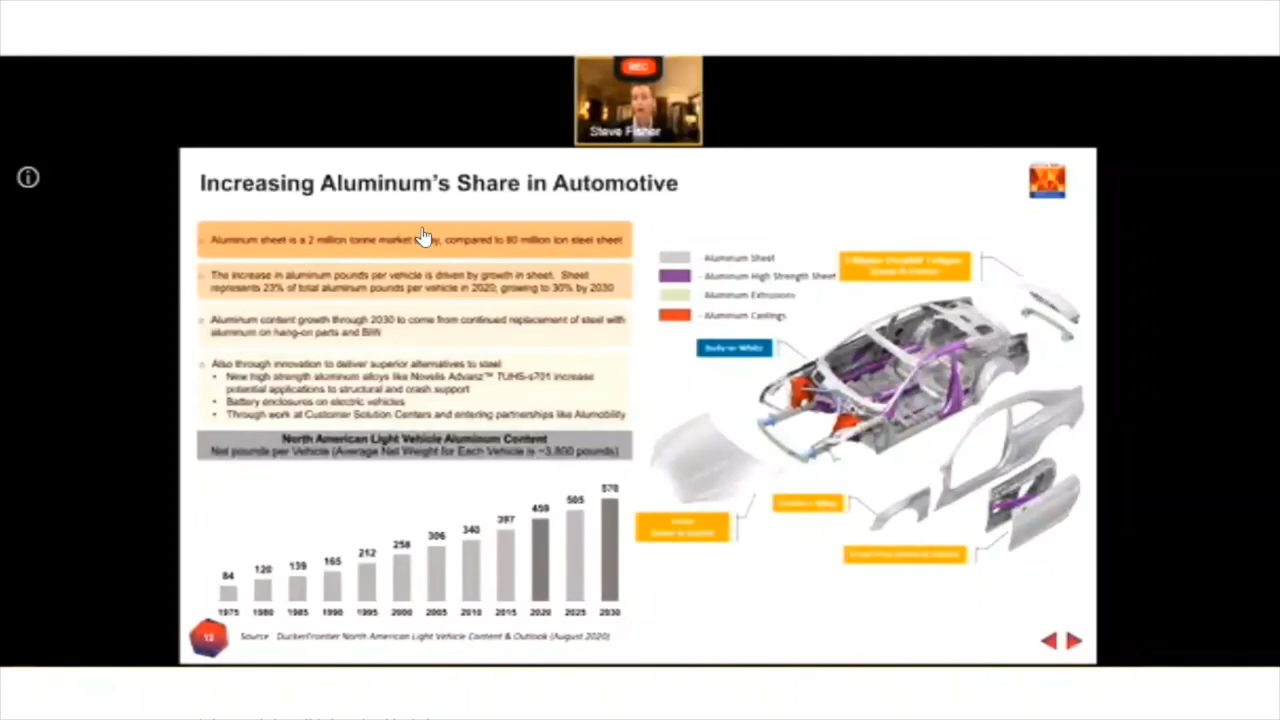 REC
Steve Fisher
Increasing Aluminum's Share in Automotive
Aluminum sheet is a 2 million tonne market compared to 80 million ton steel sheet
The increase in aluminum pounds per vehicle is driven by growth in sheet. Sheet
represents 23% of total aluminum pounds per vehicle in 2020, growing to 30% by 2030
Aluminum content growth through 2030 to come from continued replacement of steel with
aluminum on hang-on parts and BIW
Also through innovation to deliver superior alternatives to steel
• New high strength aluminum alloys like Novelis Advanz™ 7UHS-s701 increase
potential applications to structural and crash support
• Battery enclosures on electric vehicles
• Through work at Customer Solution Centers and entering partnerships like Alumobility
North American Light Vehicle Aluminum Content
Net pounds per Vehicle (Average Net Weight for Each Vehicle is ~3,800 pounds)
84 120 139 165 212 258 306 340 397 459 505 570
1975 1980 1985 1990 1995 2000 2005 2010 2015 2020 2025 2030
Source DuckerFrontier North American Light Vehicle Content & Outlook (August 2020)
- Aluminum Sheet
- Aluminum High Strength Sheet
- Aluminum Extrusions
- Aluminum Castings
Body-in-White